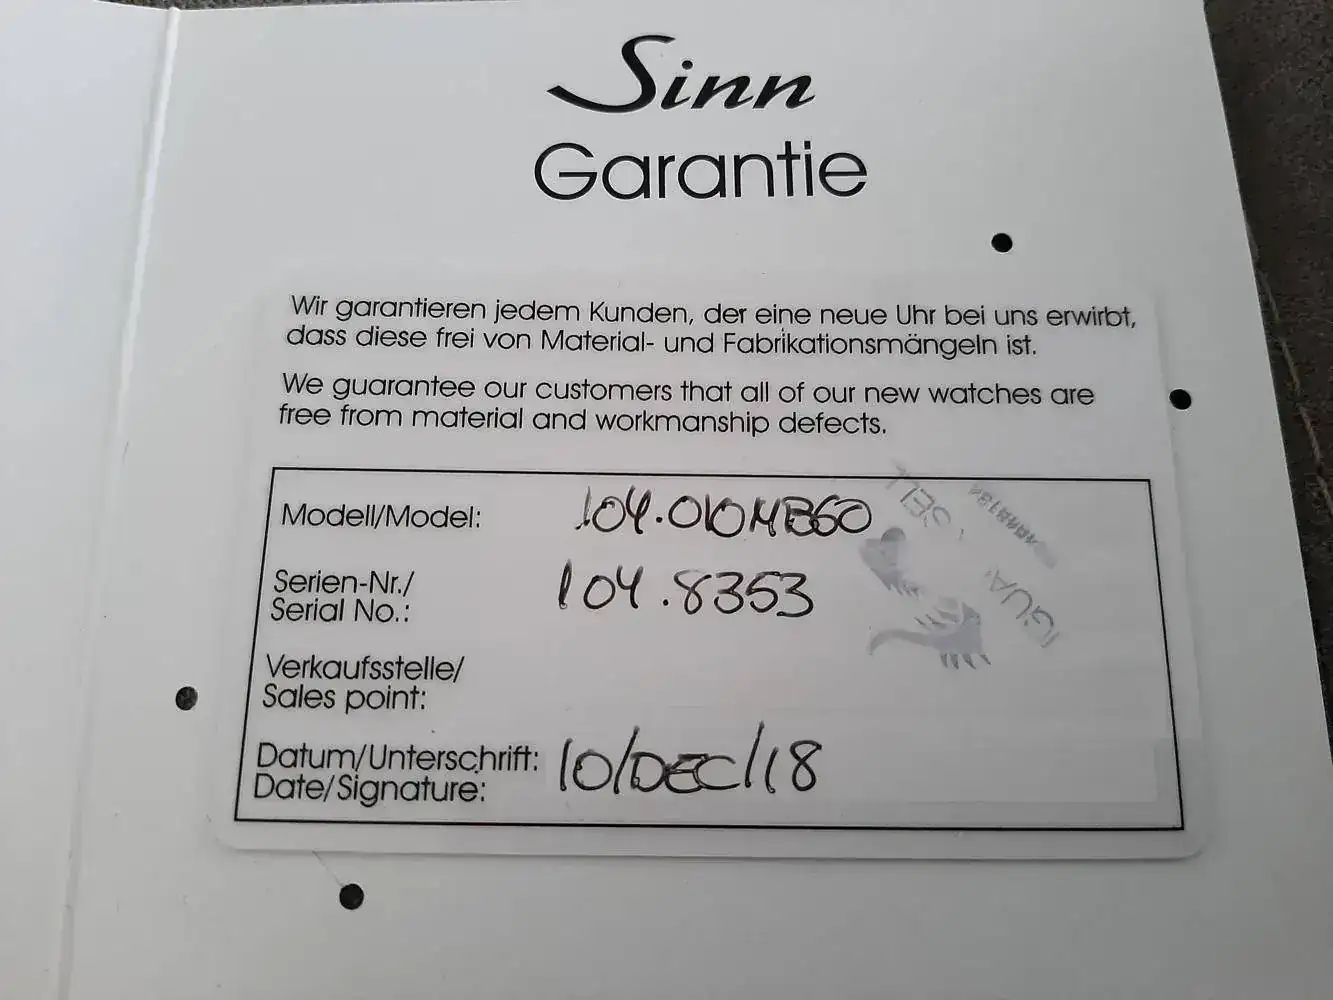 Sinn
Garantie
Wir garantieren jedem Kunden, der eine neue Uhr bei uns erwirbt,
dass diese frei von Material- und Fabrikationsmängeln ist.
We guarantee our customers that all of our new watches are
free from material and workmanship defects.
Modell/Model: 104.010MB60
Serien-Nr./
Serial No.: 104.8353
Verkaufsstelle/
Sales point:
Datum/Unterschrift: 10/DEC/18
Date/Signature:
IGUANA SELL